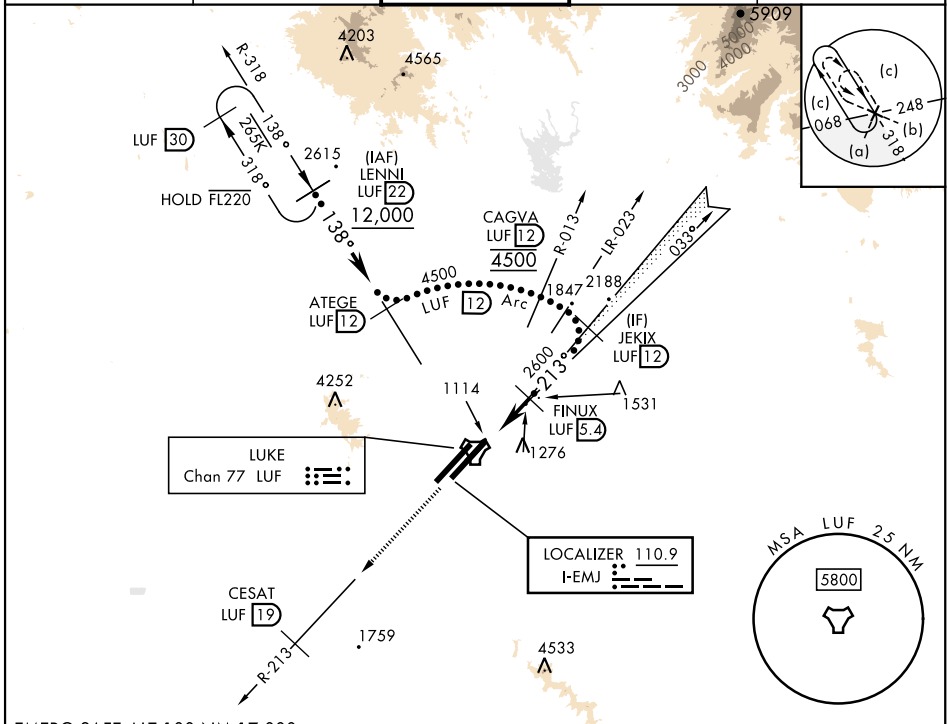 5909
5000
4000
3000
4203
4565
R-318
138°
265K
318°
LUF 30
HOLD FL220
2615
(IAF)
LENNI
LUF 22
12,000
138°
(c)
(c)
248
068
(b)
(a)
318
CAGVA
LUF 12
4500
R-013
LR-023
033°
4500
LUF 12 Arc
1847
2188
ATEGE
LUF 12
(IF)
JEKIX
LUF 12
2600
213°
4252
1114
1531
FINUX
LUF 5.4
1276
LUKE
Chan 77 LUF
LOCALIZER 110.9
I-EMJ
MSA LUF 25 NM
5800
CESAT
LUF 19
1759
R-213
4533